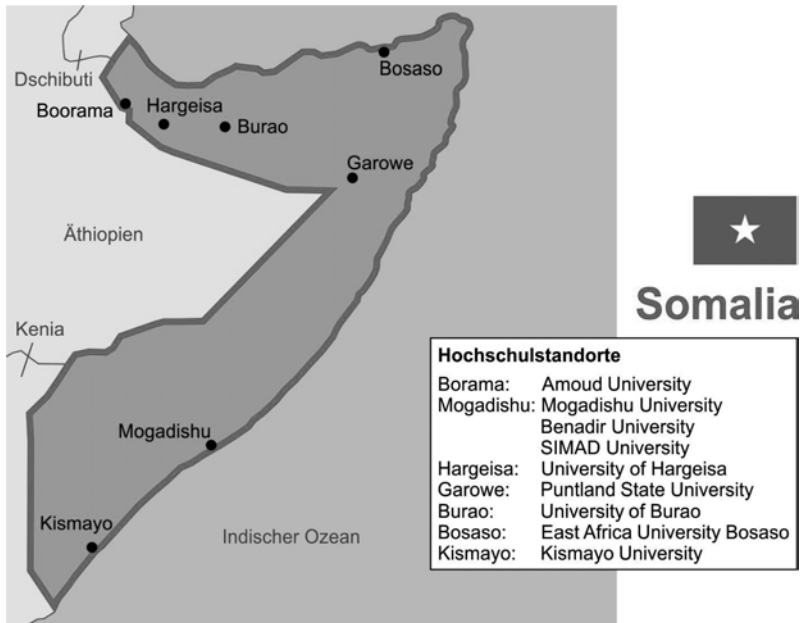 Dschibuti
Bosaso
Boorama
Hargeisa
Burao
Garowe
Äthiopien
Kenia
Mogadishu
Kismayo
Indischer Ozean
Somalia
Hochschulstandorte
Borama: Amoud University
Mogadishu: Mogadishu University
Benadir University
SIMAD University
Hargeisa: University of Hargeisa
Garowe: Puntland State University
Burao: University of Burao
Bosaso: East Africa University Bosaso
Kismayo: Kismayo University